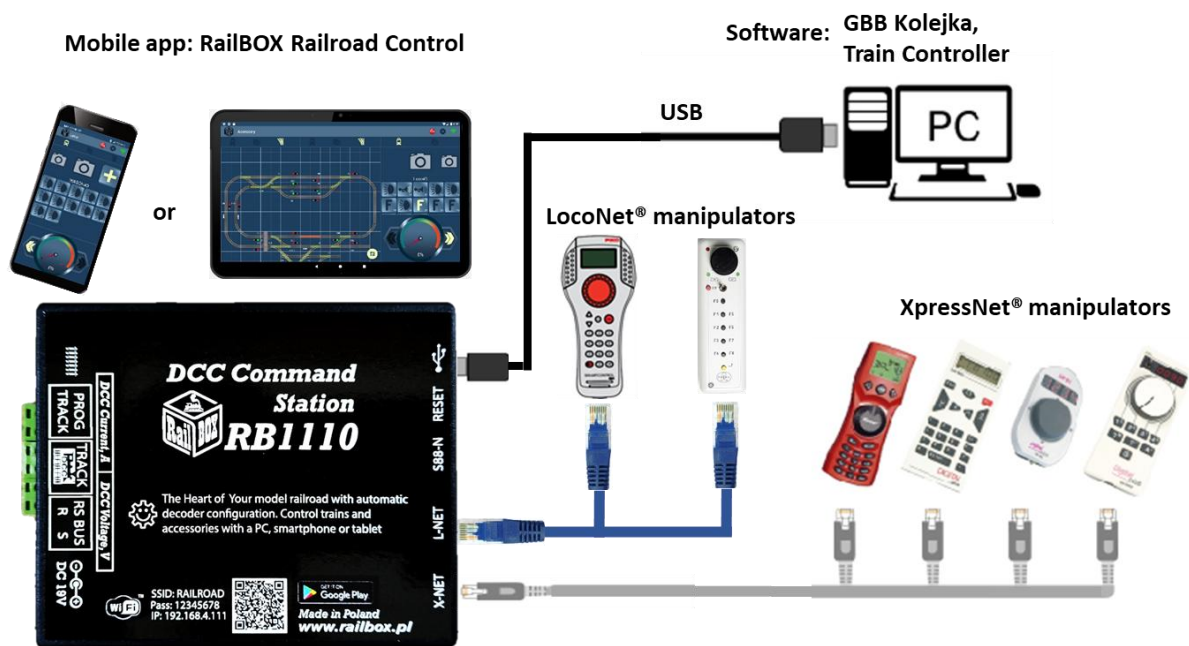 Mobile app: RailBOX Railroad Control
Software: GBB Kolejka,
Train Controller
USB
PC
or
LocoNet® manipulators
XpressNet® manipulators
DCC Command
Station
RailBOX
RB1110
The Heart of Your model railroad with automatic
decoder configuration. Control trains and
accessories with a PC, smartphone or tablet
PROG
TRACK
TRACK
RS BUS
R S
DC 19V
DCC Current, A
DCC Voltage, V
RESET
S88-N
L-NET
X-NET
WiFi
SSID: RAILROAD
Pass: 12345678
IP: 192.168.4.111
GET IT ON
Google Play
Made in Poland
www.railbox.pl